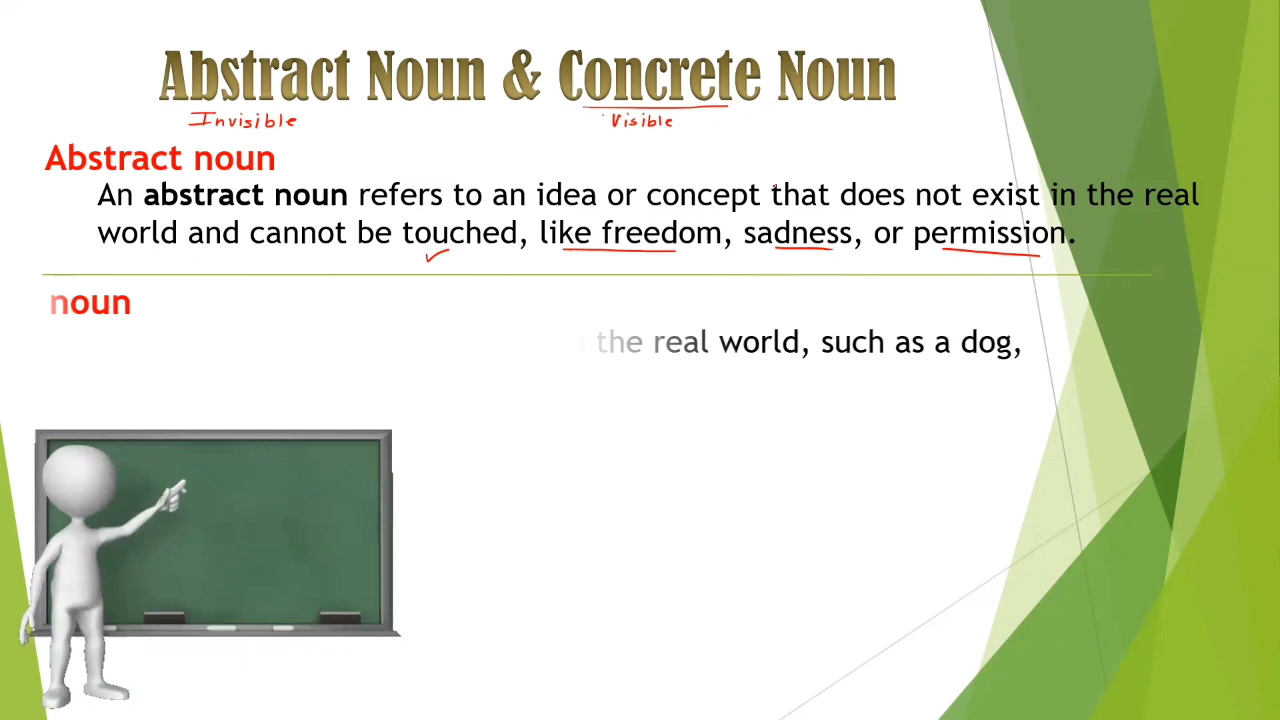 Abstract Noun & Concrete Noun
Invisible Visible
Abstract noun
An abstract noun refers to an idea or concept that does not exist in the real
world and cannot be touched, like freedom, sadness, or permission.
noun
the real world, such as a dog,